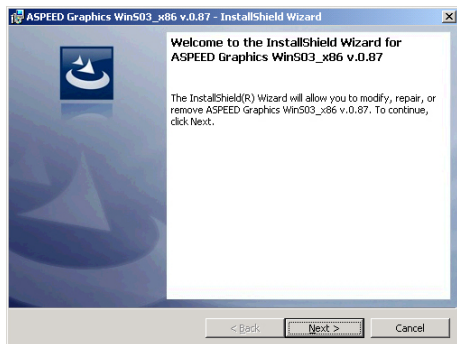 ASPEED Graphics WinS03_x86 v.0.87 - InstallShield Wizard
Welcome to the InstallShield Wizard for
ASPEED Graphics WinS03_x86 v.0.87
The InstallShield(R) Wizard will allow you to modify, repair, or
remove ASPEED Graphics WinS03_x86 v.0.87. To continue,
click Next.
< Back
Next >
Cancel